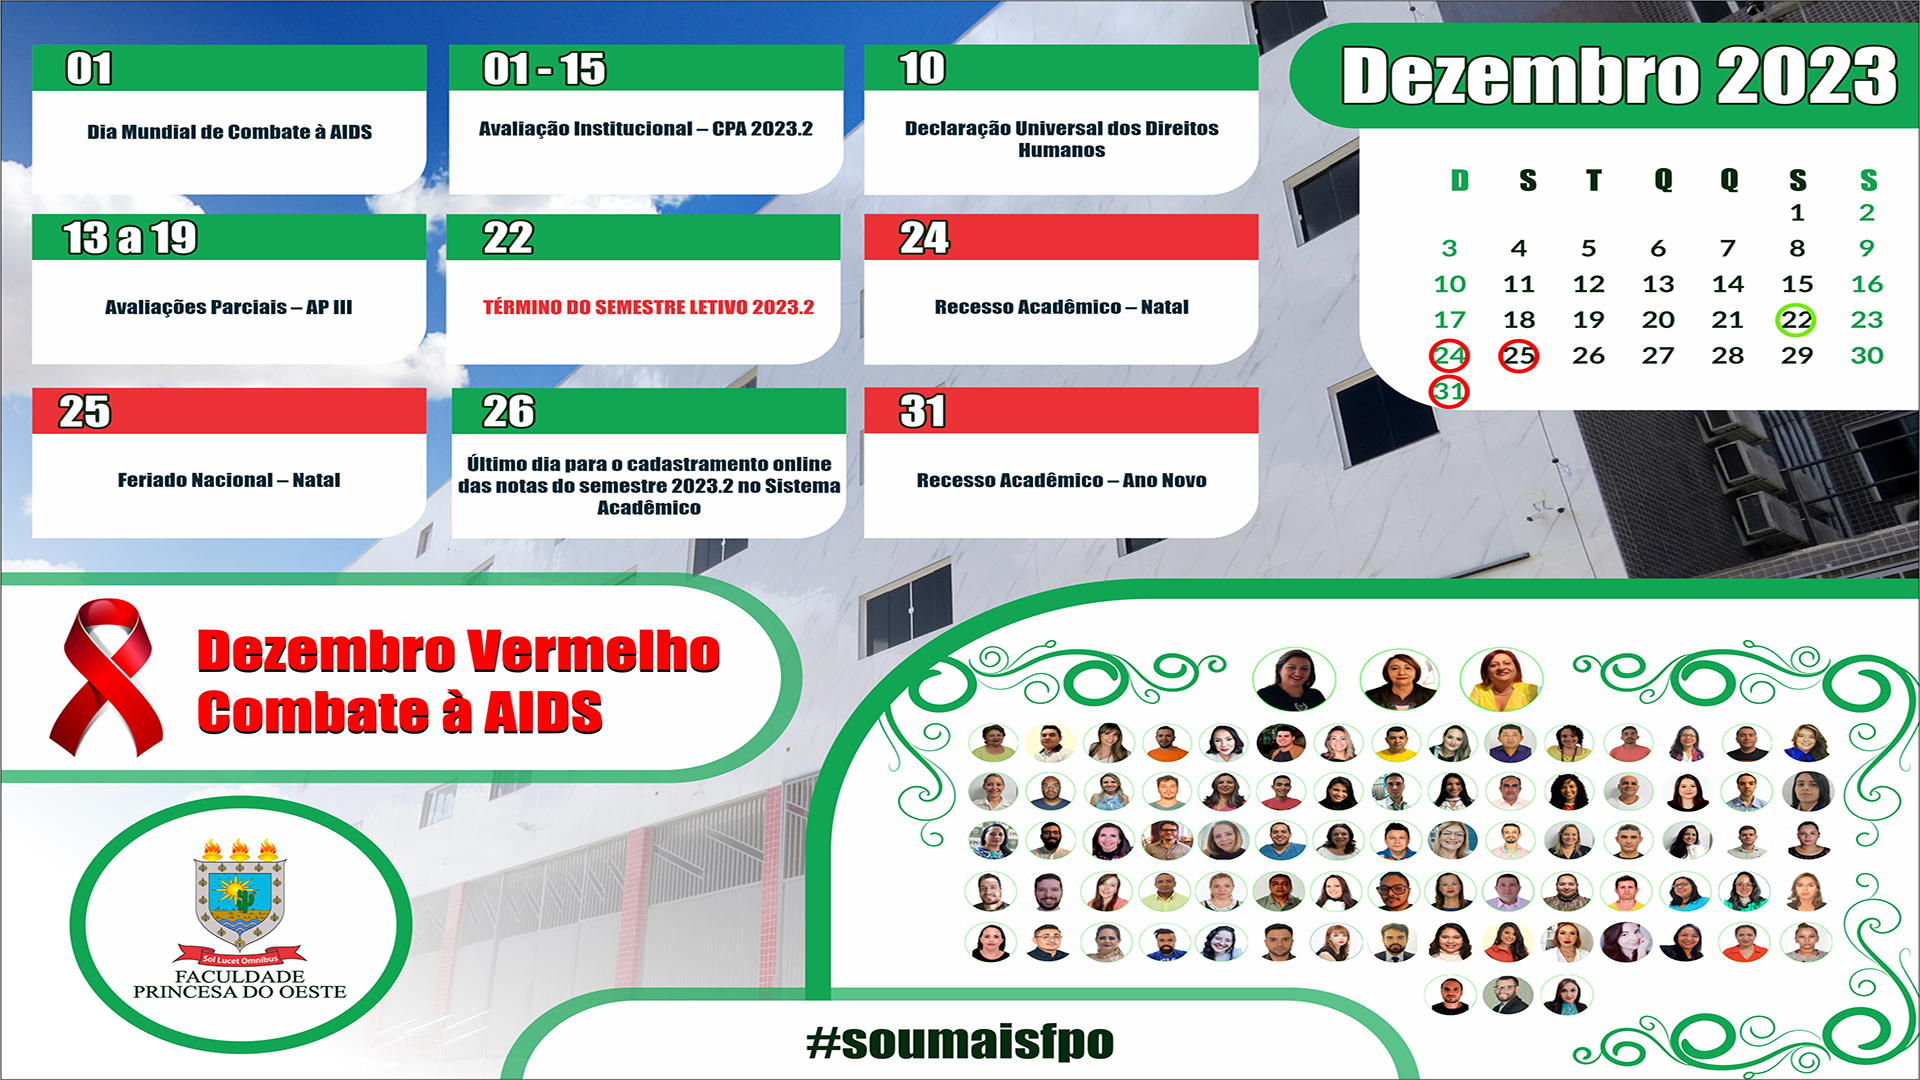 01
Dia Mundial de Combate à AIDS
01 - 15
Avaliação Institucional – CPA 2023.2
10
Declaração Universal dos Direitos
Humanos
13 a 19
Avaliações Parciais – AP III
22
TÉRMINO DO SEMESTRE LETIVO 2023.2
24
Recesso Acadêmico – Natal
25
Feriado Nacional – Natal
26
Último dia para o cadastramento online
das notas do semestre 2023.2 no Sistema
Acadêmico
31
Recesso Acadêmico – Ano Novo
Dezembro 2023
D S T Q Q S S
1 2
3 4 5 6 7 8 9
10 11 12 13 14 15 16
17 18 19 20 21 22 23
24 25 26 27 28 29 30
31
Dezembro Vermelho
Combate à AIDS
Sol Lucet Omnibus
FACULDADE
PRINCESA DO OESTE
#soumaisfpo